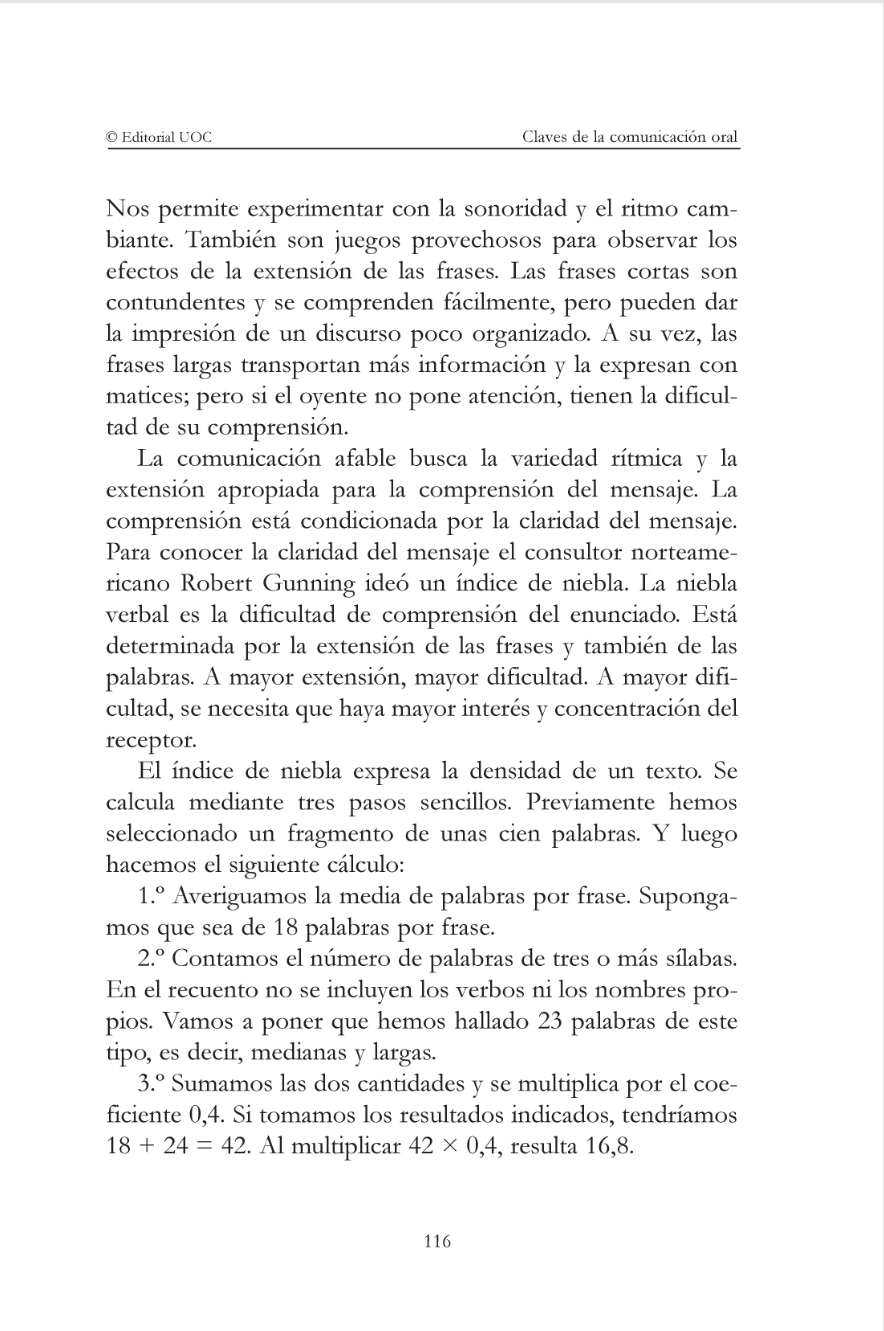 © Editorial UOC
Claves de la comunicación oral
Nos permite experimentar con la sonoridad y el ritmo cam-
biante. También son juegos provechosos para observar los
efectos de la extensión de las frases. Las frases cortas son
contundentes y se comprenden fácilmente, pero pueden dar
la impresión de un discurso poco organizado. A su vez, las
frases largas transportan más información y la expresan con
matices; pero si el oyente no pone atención, tienen la dificul-
tad de su comprensión.
La comunicación afable busca la variedad rítmica y la
extensión apropiada para la comprensión del mensaje. La
comprensión está condicionada por la claridad del mensaje.
Para conocer la claridad del mensaje el consultor norteame-
ricano Robert Gunning ideó un índice de niebla. La niebla
verbal es la dificultad de comprensión del enunciado. Está
determinada por la extensión de las frases y también de las
palabras. A mayor extensión, mayor dificultad. A mayor difi-
cultad, se necesita que haya mayor interés y concentración del
receptor.
El índice de niebla expresa la densidad de un texto. Se
calcula mediante tres pasos sencillos. Previamente hemos
seleccionado un fragmento de unas cien palabras. Y luego
hacemos el siguiente cálculo:
1.º Averiguamos la media de palabras por frase. Suponga-
mos que sea de 18 palabras por frase.
2.º Contamos el número de palabras de tres o más sílabas.
En el recuento no se incluyen los verbos ni los nombres pro-
pios. Vamos a poner que hemos hallado 23 palabras de este
tipo, es decir, medianas y largas.
3.º Sumamos las dos cantidades y se multiplica por el coe-
ficiente 0,4. Si tomamos los resultados indicados, tendríamos
18 + 24 = 42. Al multiplicar 42 × 0,4, resulta 16,8.
116